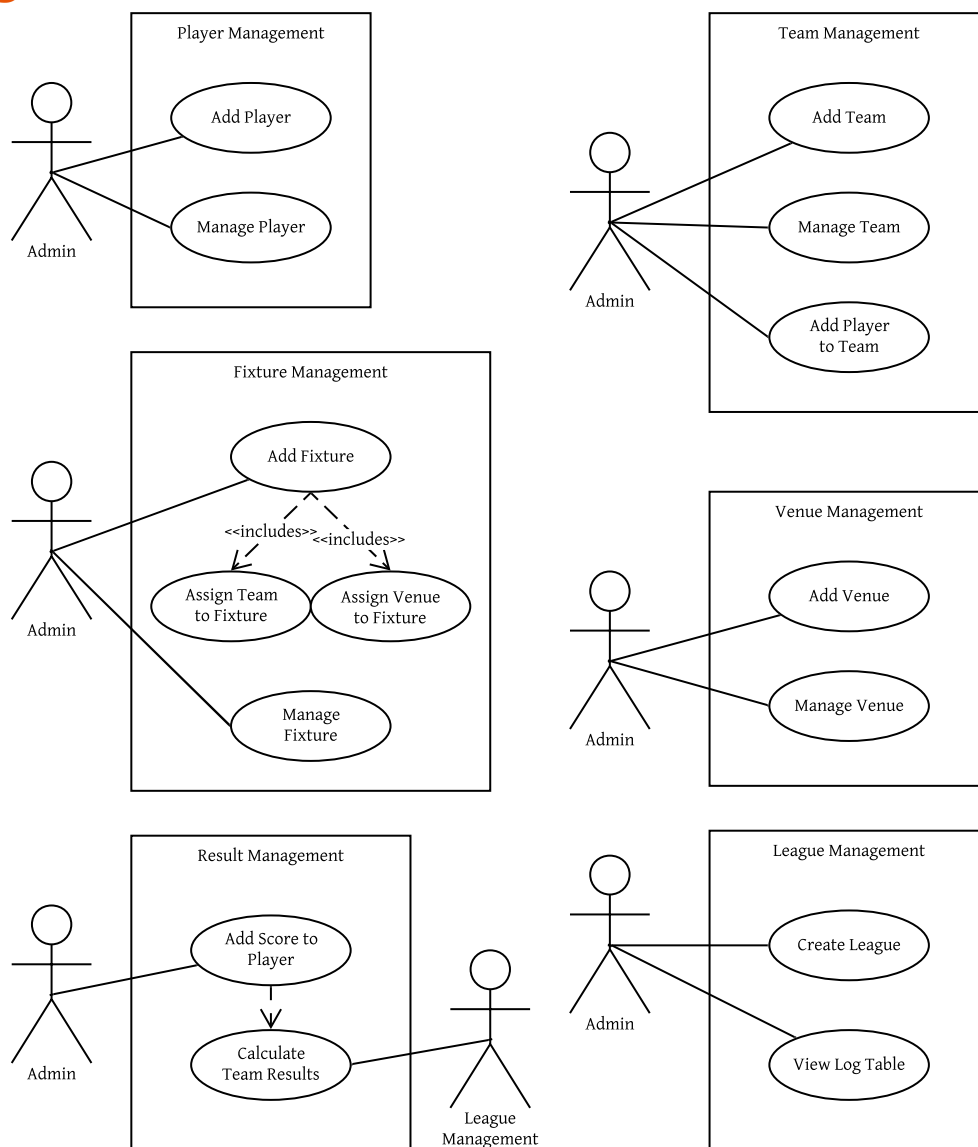 Player Management
Add Player
Manage Player
Admin
Team Management
Add Team
Manage Team
Add Player
to Team
Admin
Fixture Management
Add Fixture
<<includes>>
<<includes>>
Assign Team
to Fixture
Assign Venue
to Fixture
Manage
Fixture
Admin
Venue Management
Add Venue
Manage Venue
Admin
Result Management
Add Score to
Player
Calculate
Team Results
Admin
League
Management
League Management
Create League
View Log Table
Admin